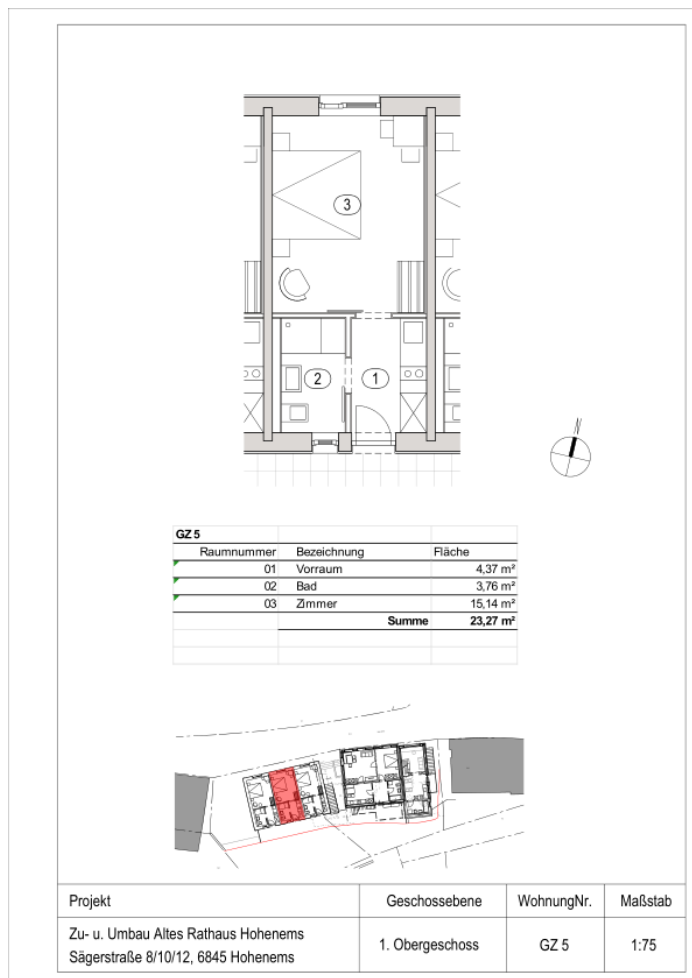 3
2
1
GZ 5
Raumnummer Bezeichnung Fläche
01 Vorraum 4,37 m²
02 Bad 3,76 m²
03 Zimmer 15,14 m²
Summe 23,27 m²
Projekt Geschossebene WohnungNr. Maßstab
Zu- u. Umbau Altes Rathaus Hohenems
Sägerstraße 8/10/12, 6845 Hohenems
1. Obergeschoss GZ 5 1:75